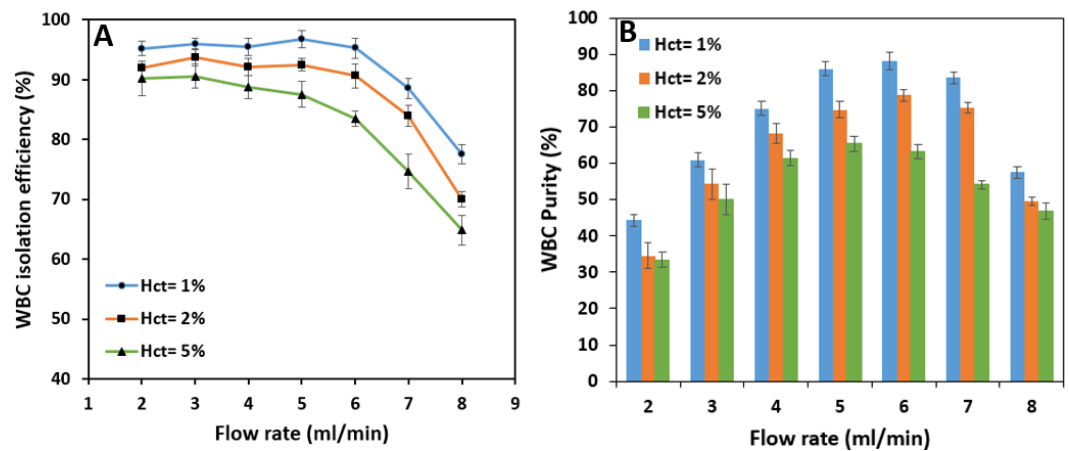 A
WBC isolation efficiency (%)
100
90
80
70
60
50
40
Hct= 1%
Hct= 2%
Hct= 5%
1 2 3 4 5 6 7 8 9
Flow rate (ml/min)
B
WBC Purity (%)
100
90
80
70
60
50
40
30
20
10
0
Hct= 1%
Hct= 2%
Hct= 5%
2 3 4 5 6 7 8
Flow rate (ml/min)